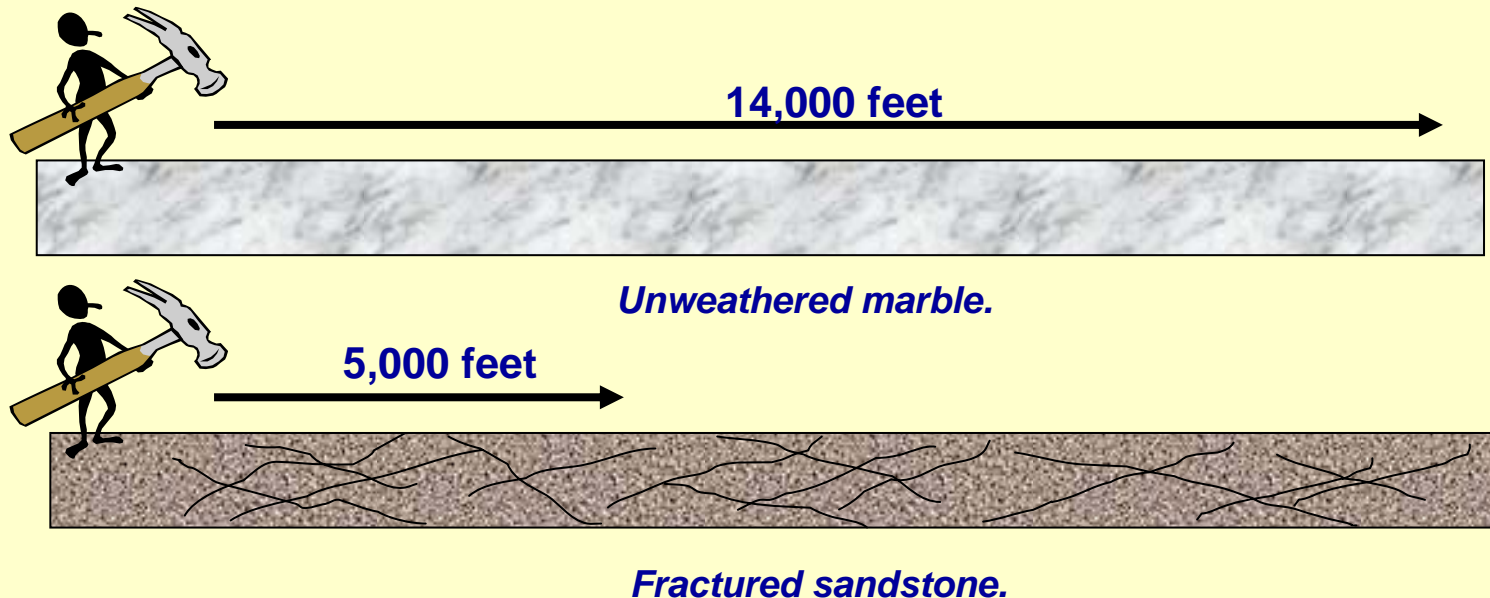 14,000 feet
Unweathered marble.
5,000 feet
Fractured sandstone.